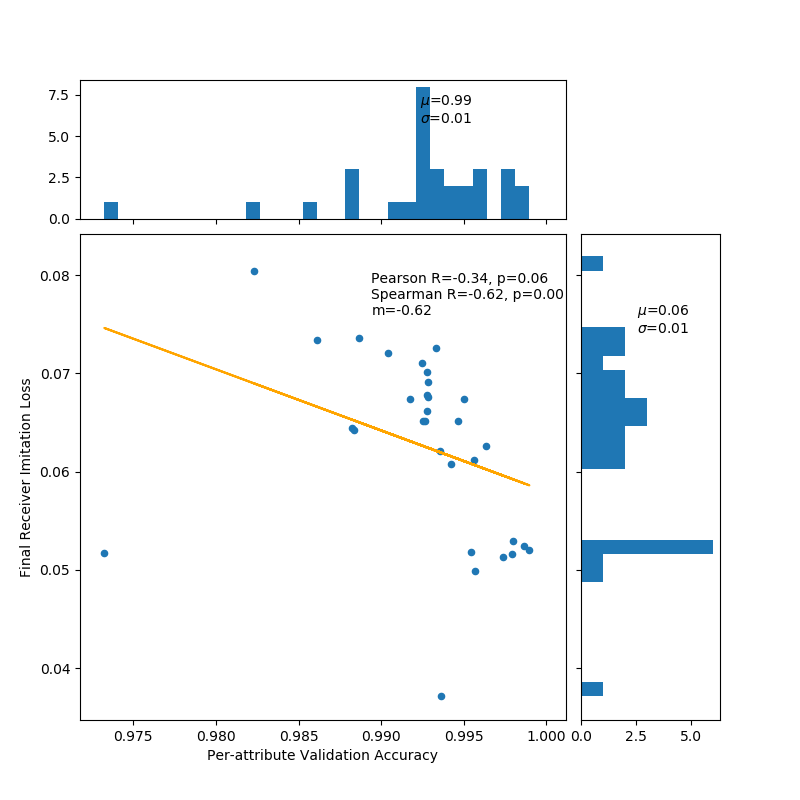 7.5
5.0
2.5
0.0
μ=0.99
σ=0.01
0.08
0.07
0.06
0.05
0.04
Final Receiver Imitation Loss
Pearson R=-0.34, p=0.06
Spearman R=-0.62, p=0.00
m=-0.62
μ=0.06
σ=0.01
0.975 0.980 0.985 0.990 0.995 1.000
Per-attribute Validation Accuracy
0.0 2.5 5.0